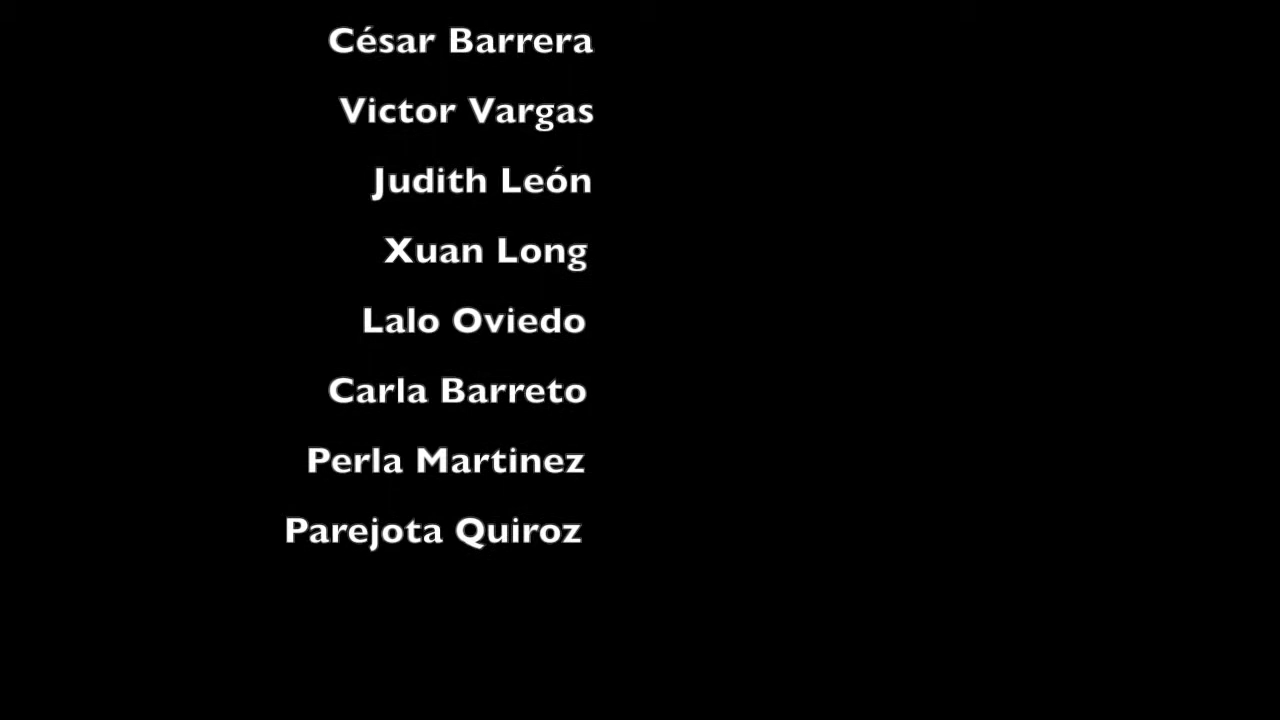 César Barrera
Victor Vargas
Judith León
Xuan Long
Lalo Oviedo
Carla Barreto
Perla Martinez
Parejota Quiroz